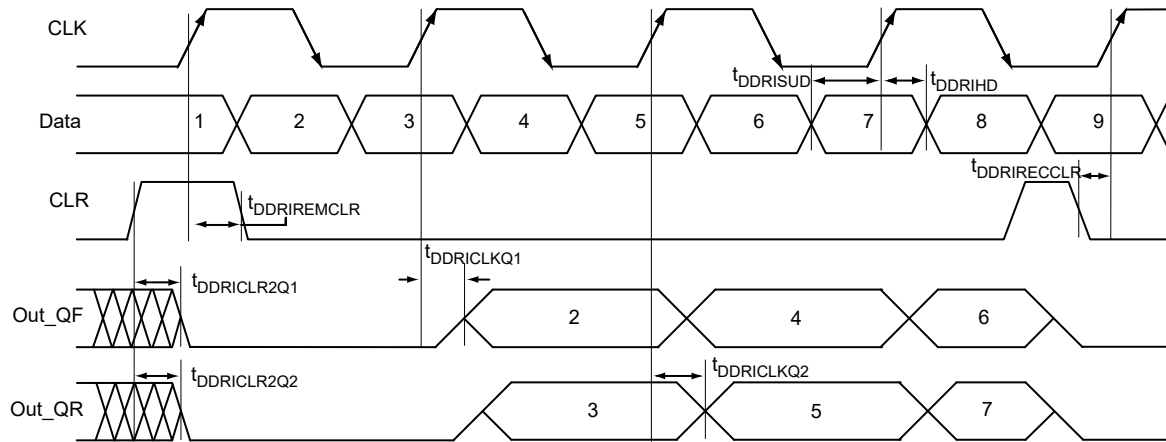 CLK
tDDRISUD
tDDRIHD
Data
1 2 3 4 5 6 7 8 9
tDDRIRECCLR
CLR
tDDRIREMCLR
tDDRICLKQ1
tDDRICLR2Q1
Out_QF
2 4 6
tDDRICLKQ2
tDDRICLR2Q2
Out_QR
3 5 7